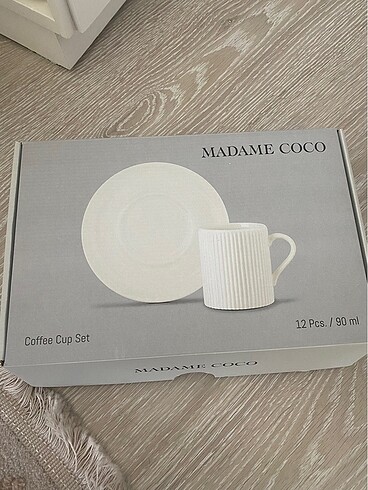 MADAME COCO
Coffee Cup Set
12 Pcs. / 90 ml
MADAME COCO